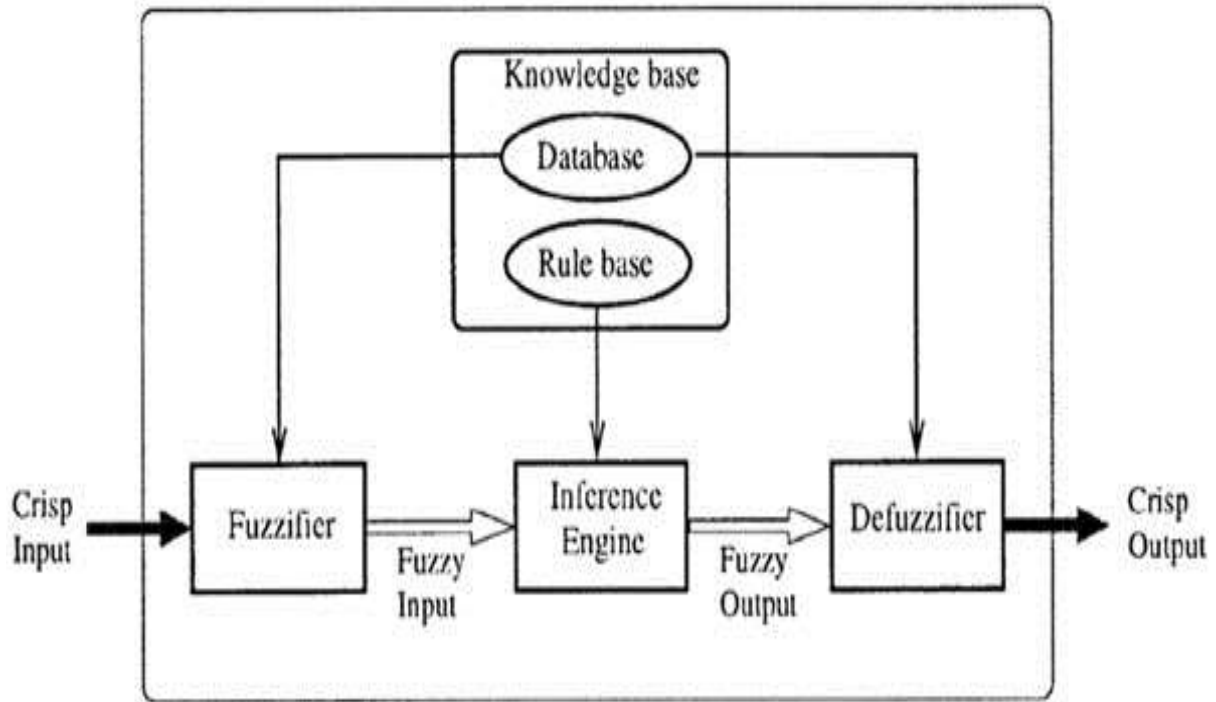 Knowledge base
Database
Rule base
Crisp
Input
Fuzzifier
Fuzzy
Input
Inference
Engine
Fuzzy
Output
Defuzzifier
Crisp
Output